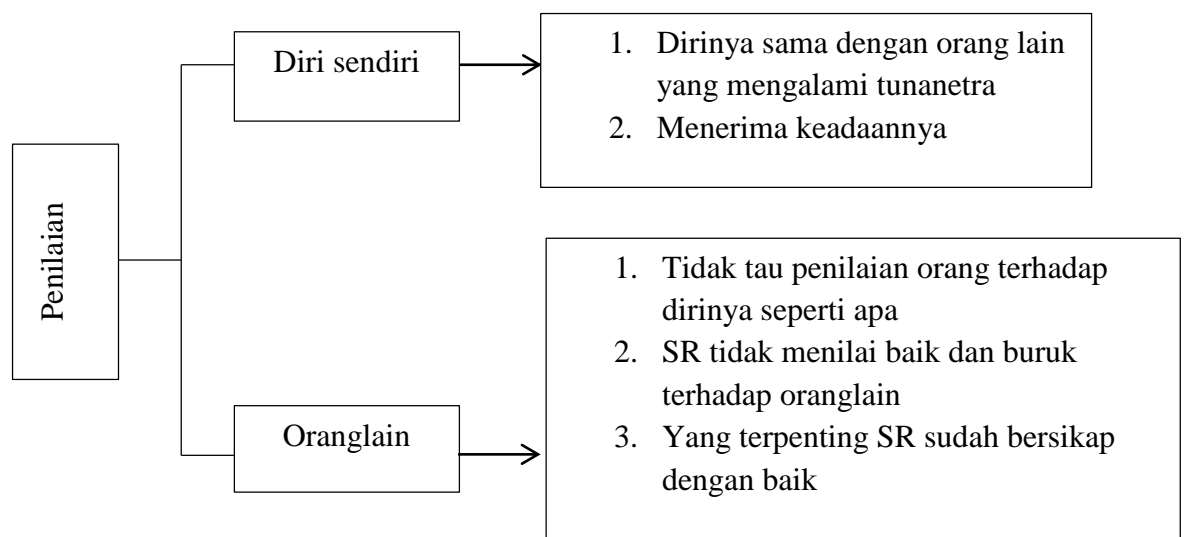 Penilaian
Diri sendiri
1. Dirinya sama dengan orang lain
yang mengalami tunanetra
2. Menerima keadaannya
Oranglain
1. Tidak tau penilaian orang terhadap
dirinya seperti apa
2. SR tidak menilai baik dan buruk
terhadap oranglain
3. Yang terpenting SR sudah bersikap
dengan baik